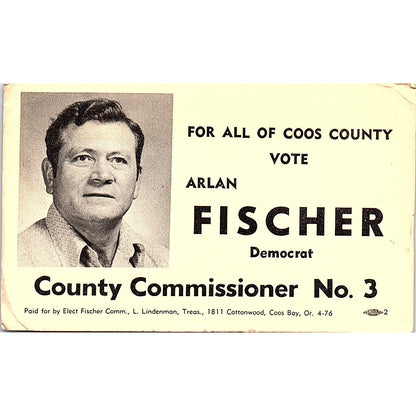 FOR ALL OF COOS COUNTY
VOTE
ARLAN
FISCHER
Democrat
County Commissioner No. 3
Paid for by Elect Fischer Comm., L. Lindenman, Treas., 1811 Cottonwood, Coos Bay, Or. 4-76 2